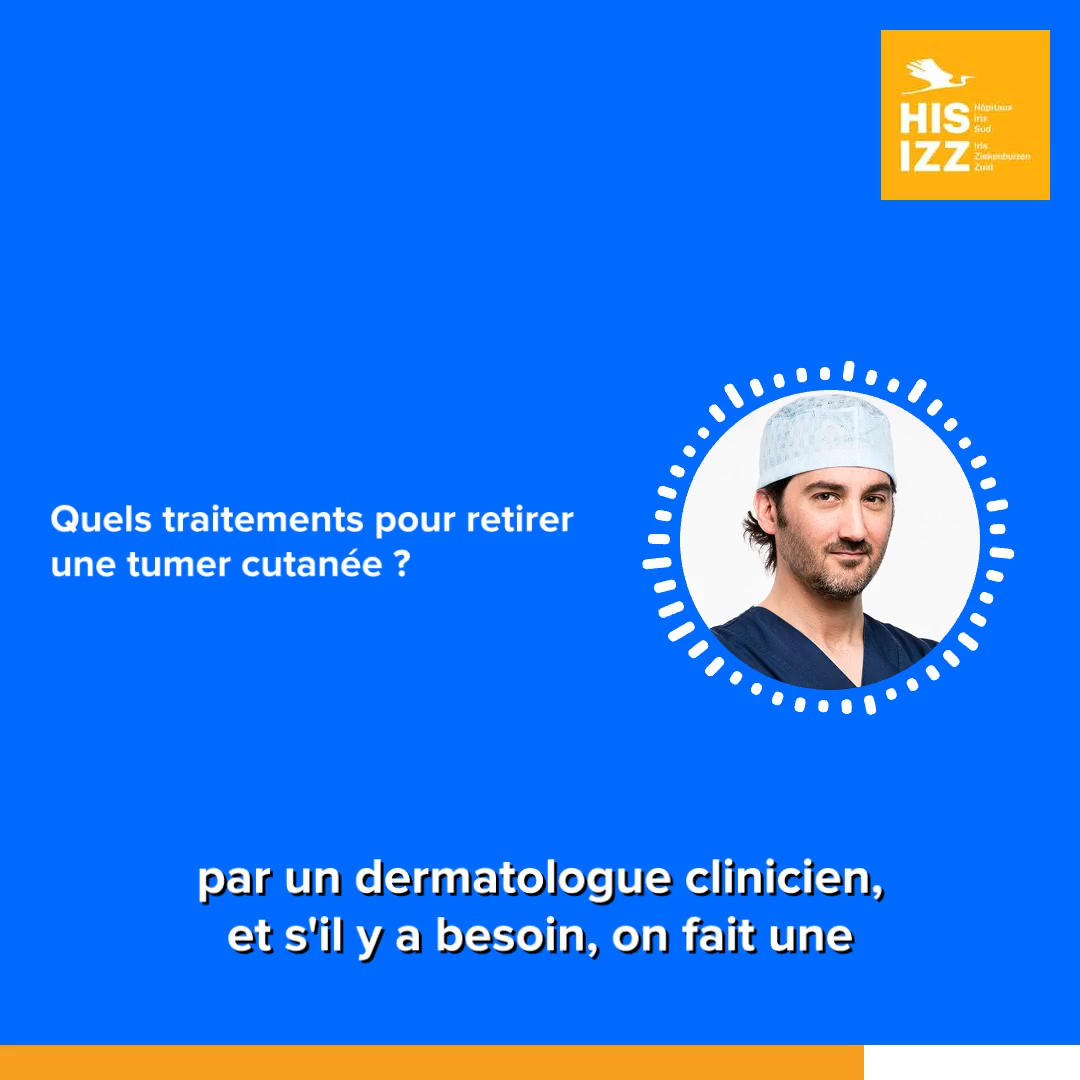 HIS
Hôpitaux
Iris
Sud
IZZ
Iris
Ziekenhuizen
Zuid
Quels traitements pour retirer
une tumer cutanée ?
par un dermatologue clinicien,
et s'il y a besoin, on fait une